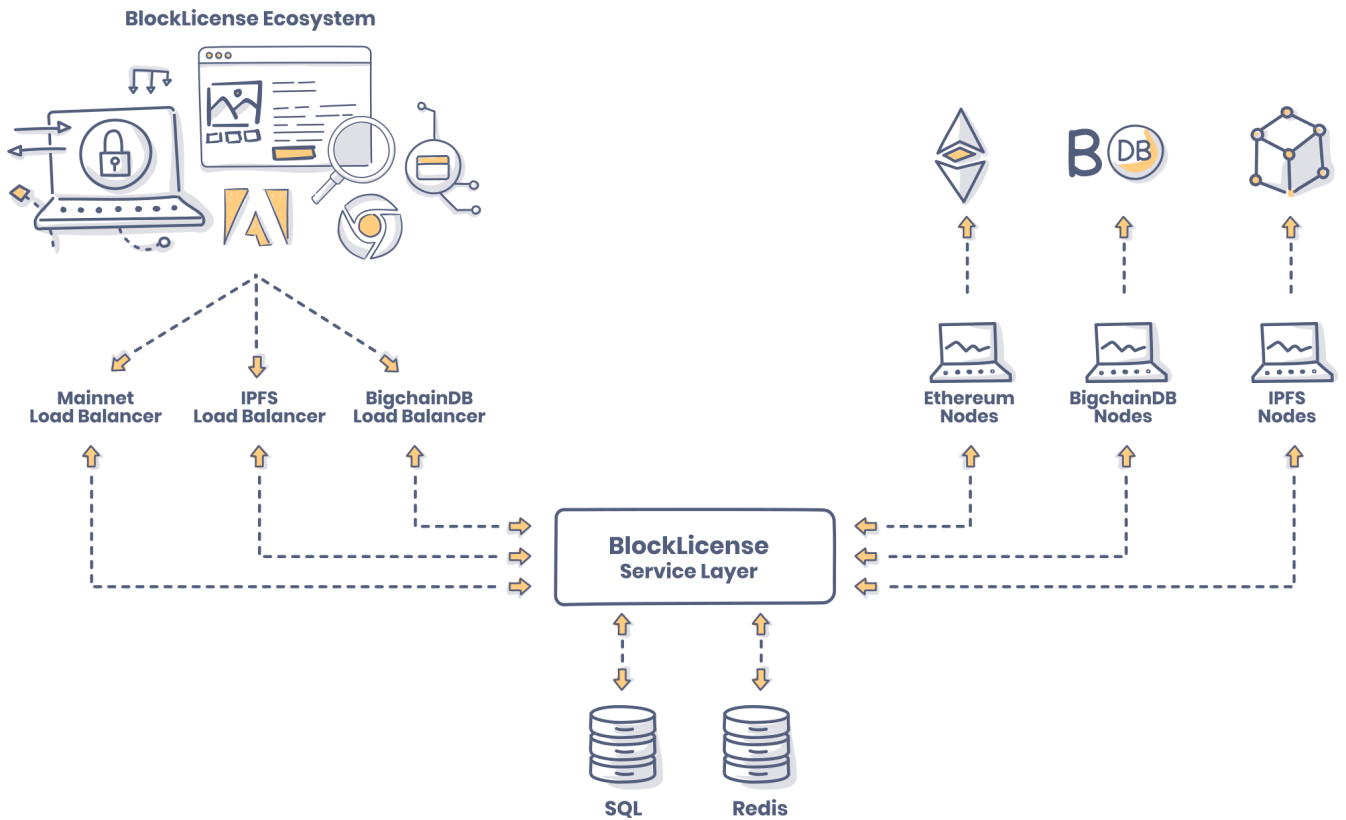 BlockLicense Ecosystem
B DB
Mainnet
Load Balancer
IPFS
Load Balancer
BigchainDB
Load Balancer
Ethereum
Nodes
BigchainDB
Nodes
IPFS
Nodes
BlockLicense
Service Layer
SQL
Redis